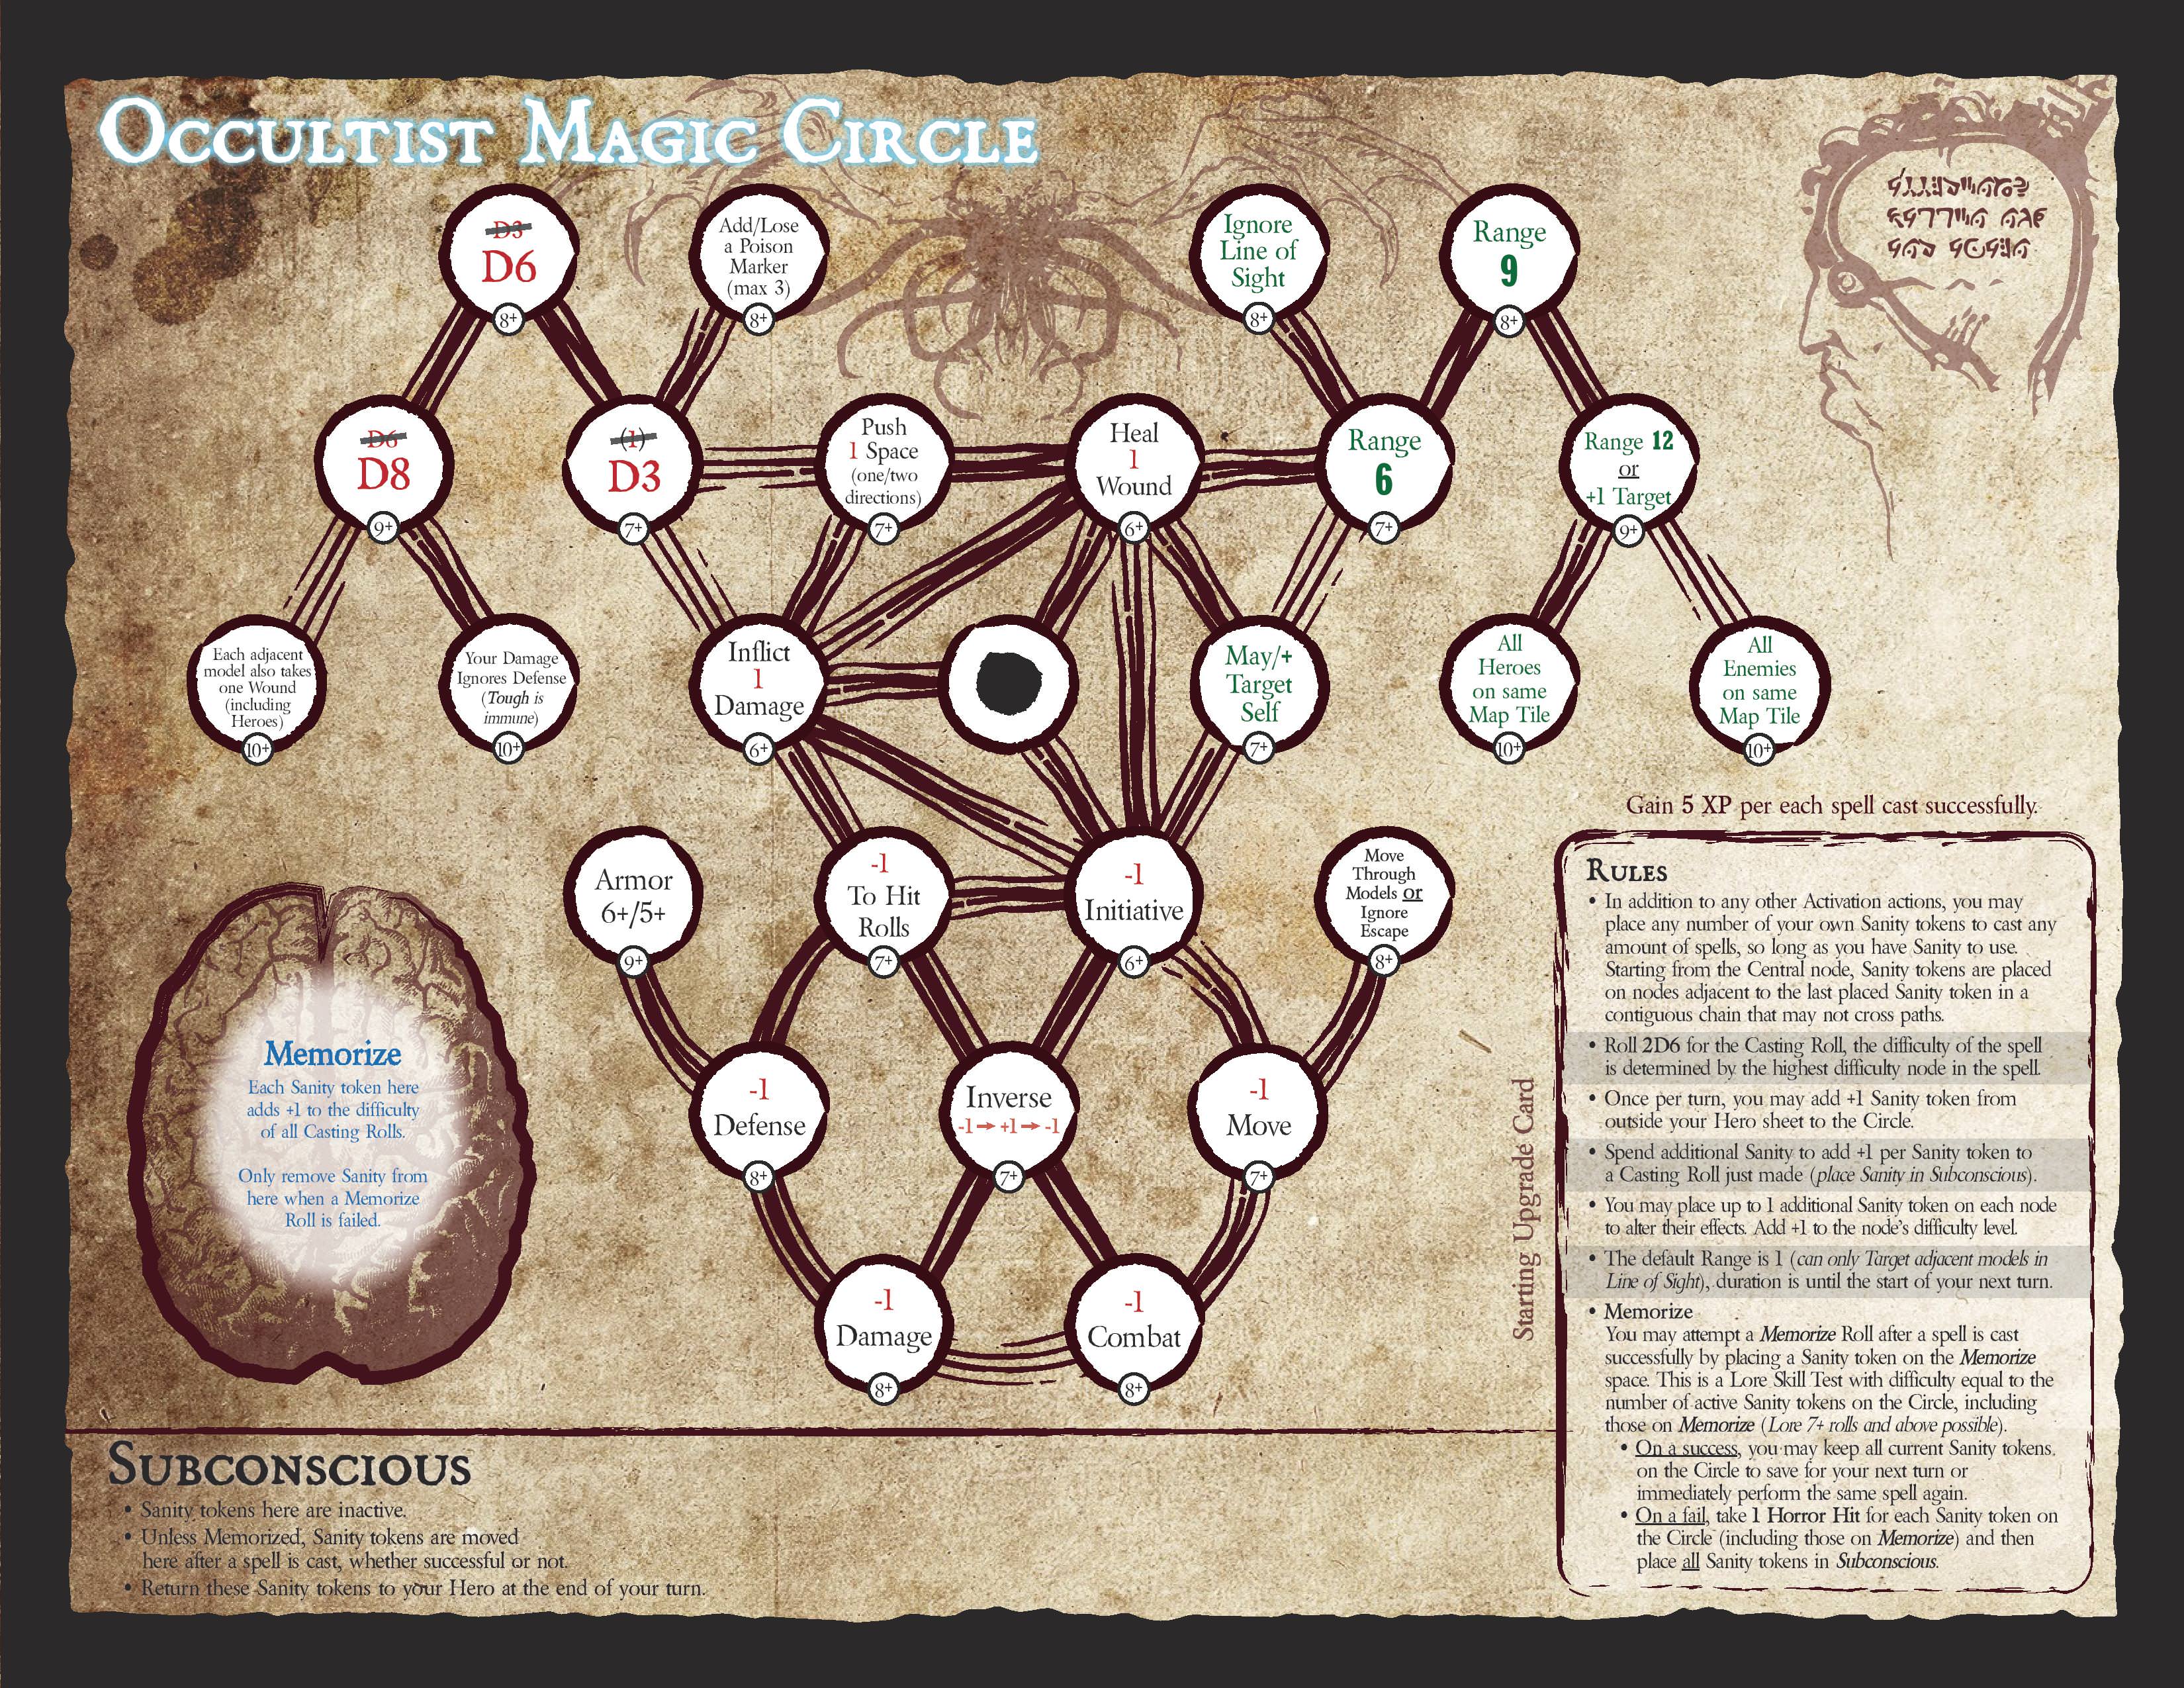 OCCULTIST MAGIC CIRCLE
D3
D6
8+
Add/Lose
a Poison
Marker
(max 3)
8+
Ignore
Line of
Sight
8+
Range
9
8+
D6
D8
9+
(1)
D3
7+
Push
1 Space
(one/two
directions)
7+
Heal
1
Wound
6+
Range
6
7+
Range 12
or
+1 Target
9+
Each adjacent
model also takes
one Wound
(including
Heroes)
10+
Your Damage
Ignores Defense
(Tough is
immune)
10+
Inflict
1
Damage
6+
May/+
Target
Self
7+
All
Heroes
on same
Map Tile
10+
All
Enemies
on same
Map Tile
10+
Armor
6+/5+
9+
-1
To Hit
Rolls
7+
-1
Initiative
6+
Move
Through
Models or
Ignore
Escape
8+
-1
Defense
8+
Inverse
-1→+1→-1
7+
-1
Move
7+
-1
Damage
8+
-1
Combat
8+
Memorize
Each Sanity token here
adds +1 to the difficulty
of all Casting Rolls.
Only remove Sanity from
here when a Memorize
Roll is failed.
SUBCONSCIOUS
• Sanity tokens here are inactive.
• Unless Memorized, Sanity tokens are moved
here after a spell is cast, whether successful or not.
• Return these Sanity tokens to your Hero at the end of your turn.
Starting Upgrade Card
Gain 5 XP per each spell cast successfully.
RULES
• In addition to any other Activation actions, you may
place any number of your own Sanity tokens to cast any
amount of spells, so long as you have Sanity to use.
Starting from the Central node, Sanity tokens are placed
on nodes adjacent to the last placed Sanity token in a
contiguous chain that may not cross paths.
• Roll 2D6 for the Casting Roll, the difficulty of the spell
is determined by the highest difficulty node in the spell.
• Once per turn, you may add +1 Sanity token from
outside your Hero sheet to the Circle.
• Spend additional Sanity to add +1 per Sanity token to
a Casting Roll just made (place Sanity in Subconscious).
• You may place up to 1 additional Sanity token on each node
to alter their effects. Add +1 to the node's difficulty level.
• The default Range is 1 (can only Target adjacent models in
Line of Sight), duration is until the start of your next turn.
• Memorize
You may attempt a Memorize Roll after a spell is cast
successfully by placing a Sanity token on the Memorize
space. This is a Lore Skill Test with difficulty equal to the
number of active Sanity tokens on the Circle, including
those on Memorize (Lore 7+ rolls and above possible).
• On a success, you may keep all current Sanity tokens
on the Circle to save for your next turn or
immediately perform the same spell again.
• On a fail, take 1 Horror Hit for each Sanity token on
the Circle (including those on Memorize) and then
place all Sanity tokens in Subconscious.